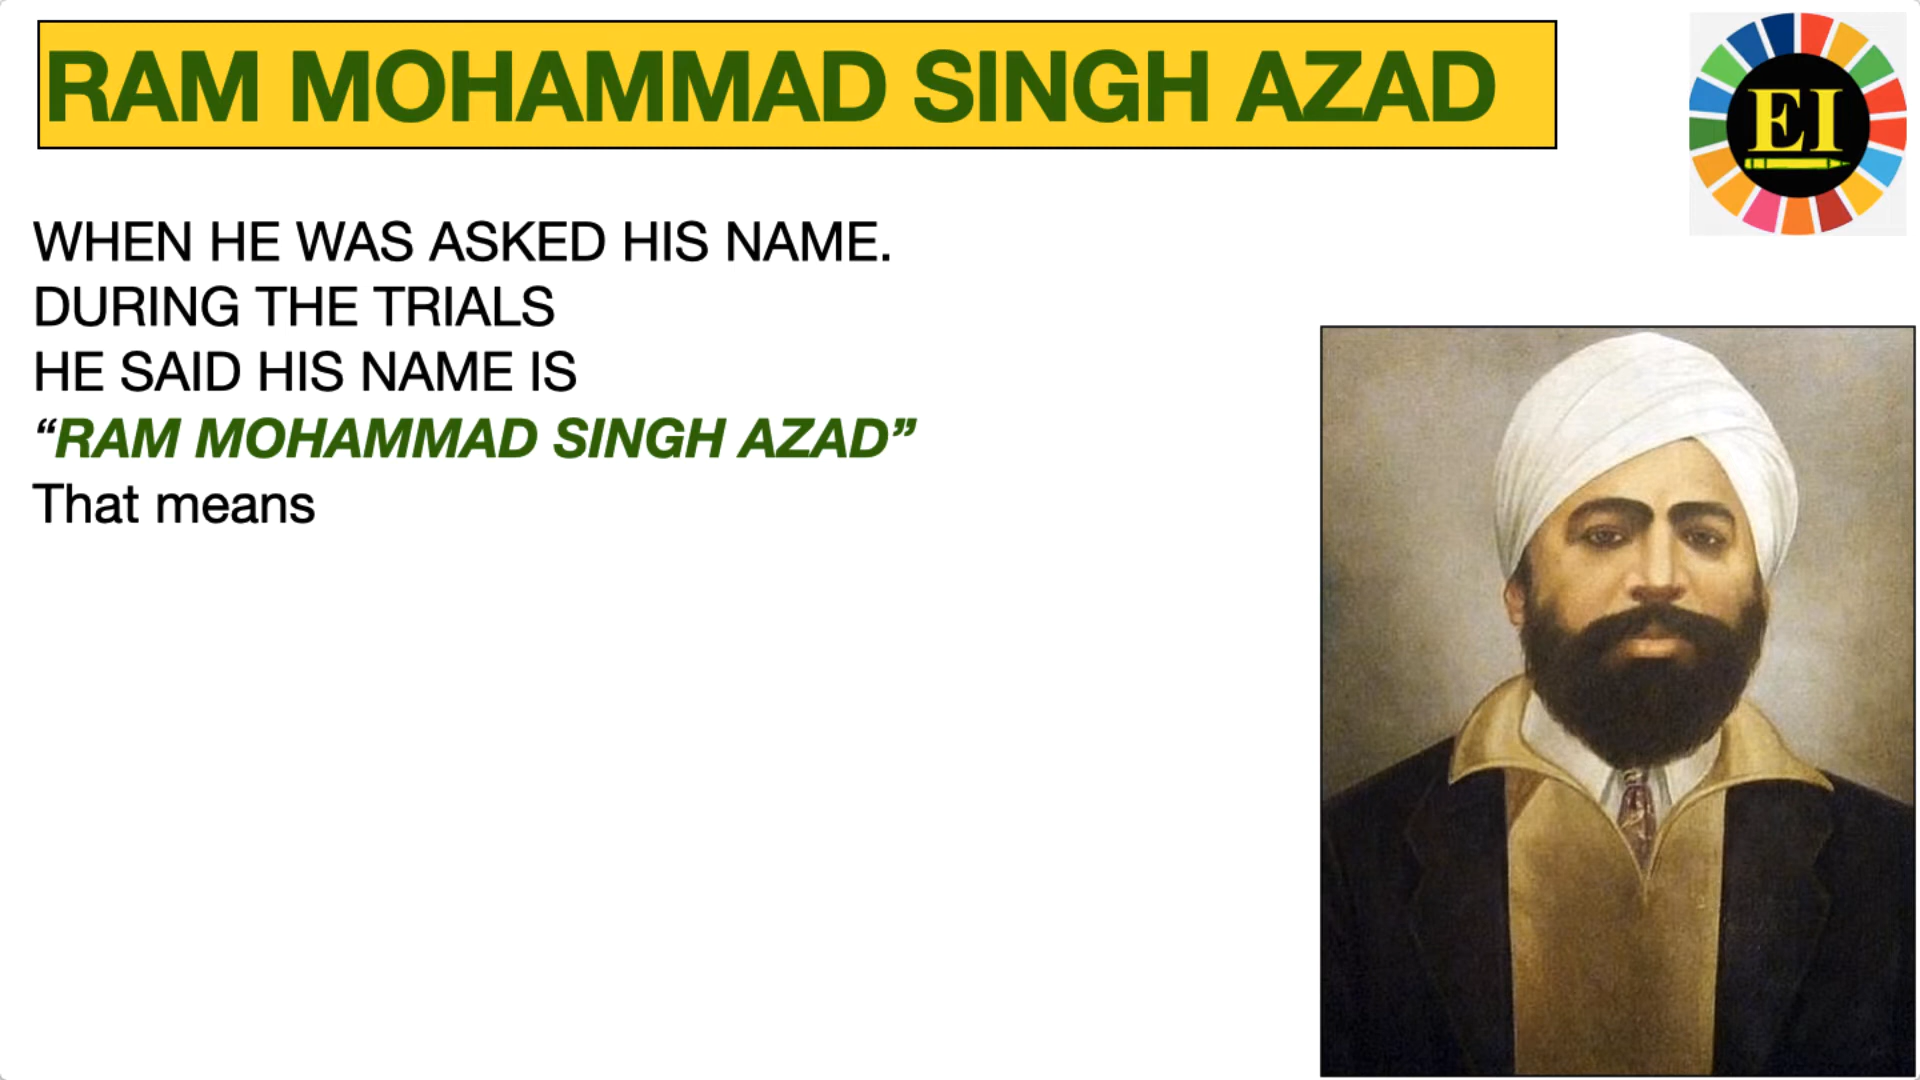 RAM MOHAMMAD SINGH AZAD
EI
WHEN HE WAS ASKED HIS NAME.
DURING THE TRIALS
HE SAID HIS NAME IS
“RAM MOHAMMAD SINGH AZAD”
That means